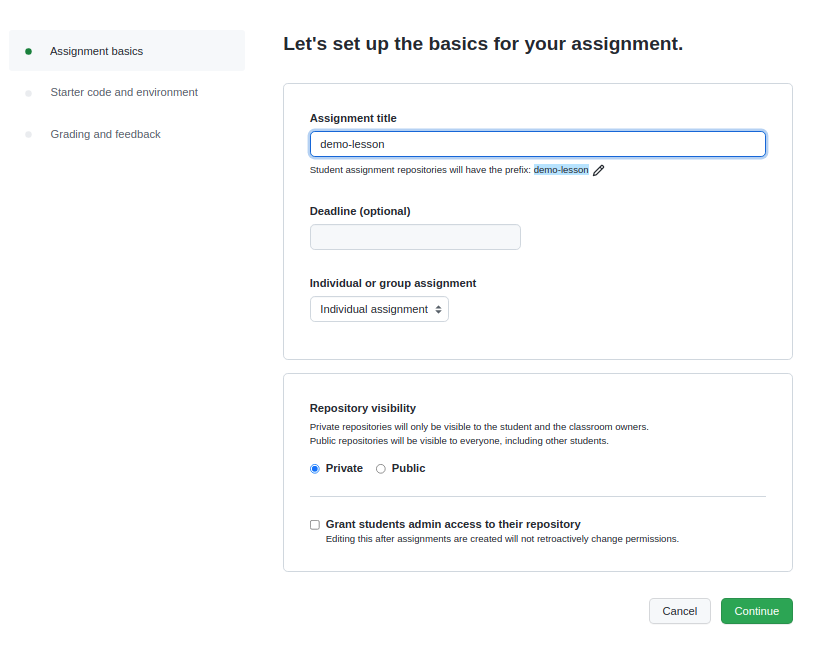 Assignment basics
Starter code and environment
Grading and feedback
Let's set up the basics for your assignment.
Assignment title
demo-lesson
Student assignment repositories will have the prefix: demo-lesson
Deadline (optional)
Individual or group assignment
Individual assignment
Repository visibility
Private repositories will only be visible to the student and the classroom owners.
Public repositories will be visible to everyone, including other students.
Private Public
Grant students admin access to their repository
Editing this after assignments are created will not retroactively change permissions.
Cancel Continue